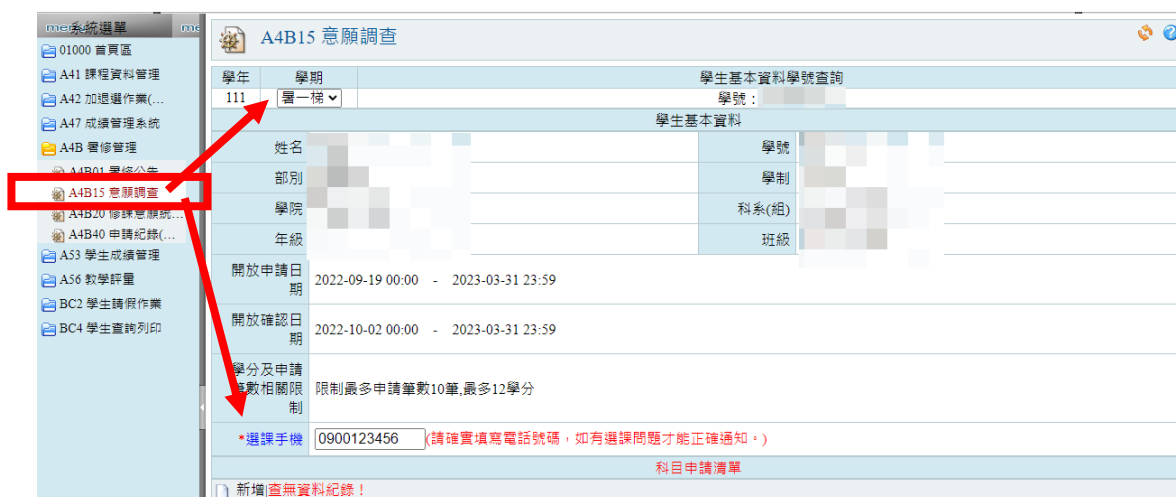 系統選單
01000 首頁區
A41 課程資料管理
A42 加退選作業(...
A47 成績管理系統
A4B 暑修管理
A4B01 暑修公告
A4B15 意願調查
A4B20 修課意願統...
A4B40 申請紀錄(...
A53 學生成績管理
A56 教學評量
BC2 學生請假作業
BC4 學生查詢列印
A4B15 意願調查
學年 學期 學生基本資料學號查詢
111 暑一梯 學號：
學生基本資料
姓名 學號
部別 學制
學院 科系(組)
年級 班級
開放申請日
期
2022-09-19 00:00 - 2023-03-31 23:59
開放確認日
期
2022-10-02 00:00 - 2023-03-31 23:59
學分及申請
筆數相關限
制
限制最多申請筆數10筆,最多12學分
*選課手機 0900123456 (請確實填寫電話號碼，如有選課問題才能正確通知。)
科目申請清單
新增|查無資料紀錄！